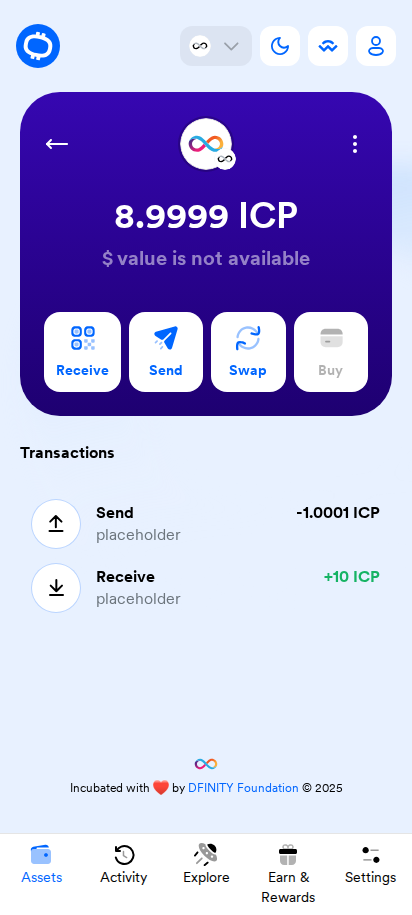 8.9999 ICP
$ value is not available
Receive
Send
Swap
Buy
Transactions
Send
-1.0001 ICP
placeholder
Receive
+10 ICP
placeholder
Incubated with ❤️ by DFINITY Foundation © 2025
Assets
Activity
Explore
Earn &
Rewards
Settings